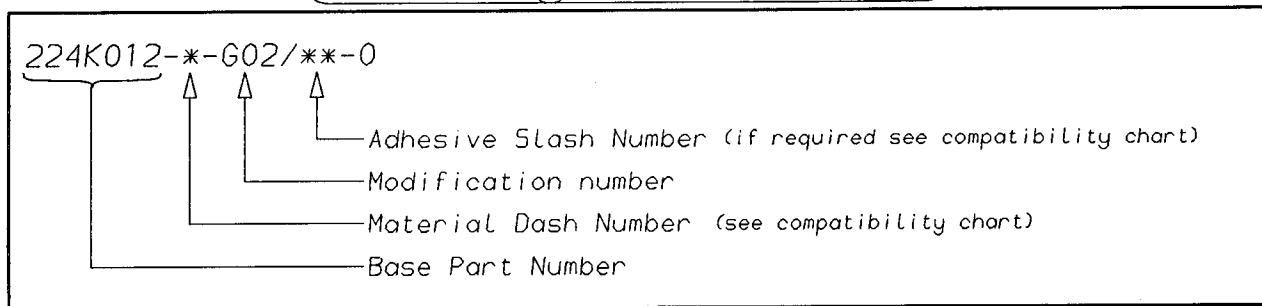 224K012-*-G02/**-0
Adhesive Slash Number (if required see compatibility chart)
Modification number
Material Dash Number (see compatibility chart)
Base Part Number